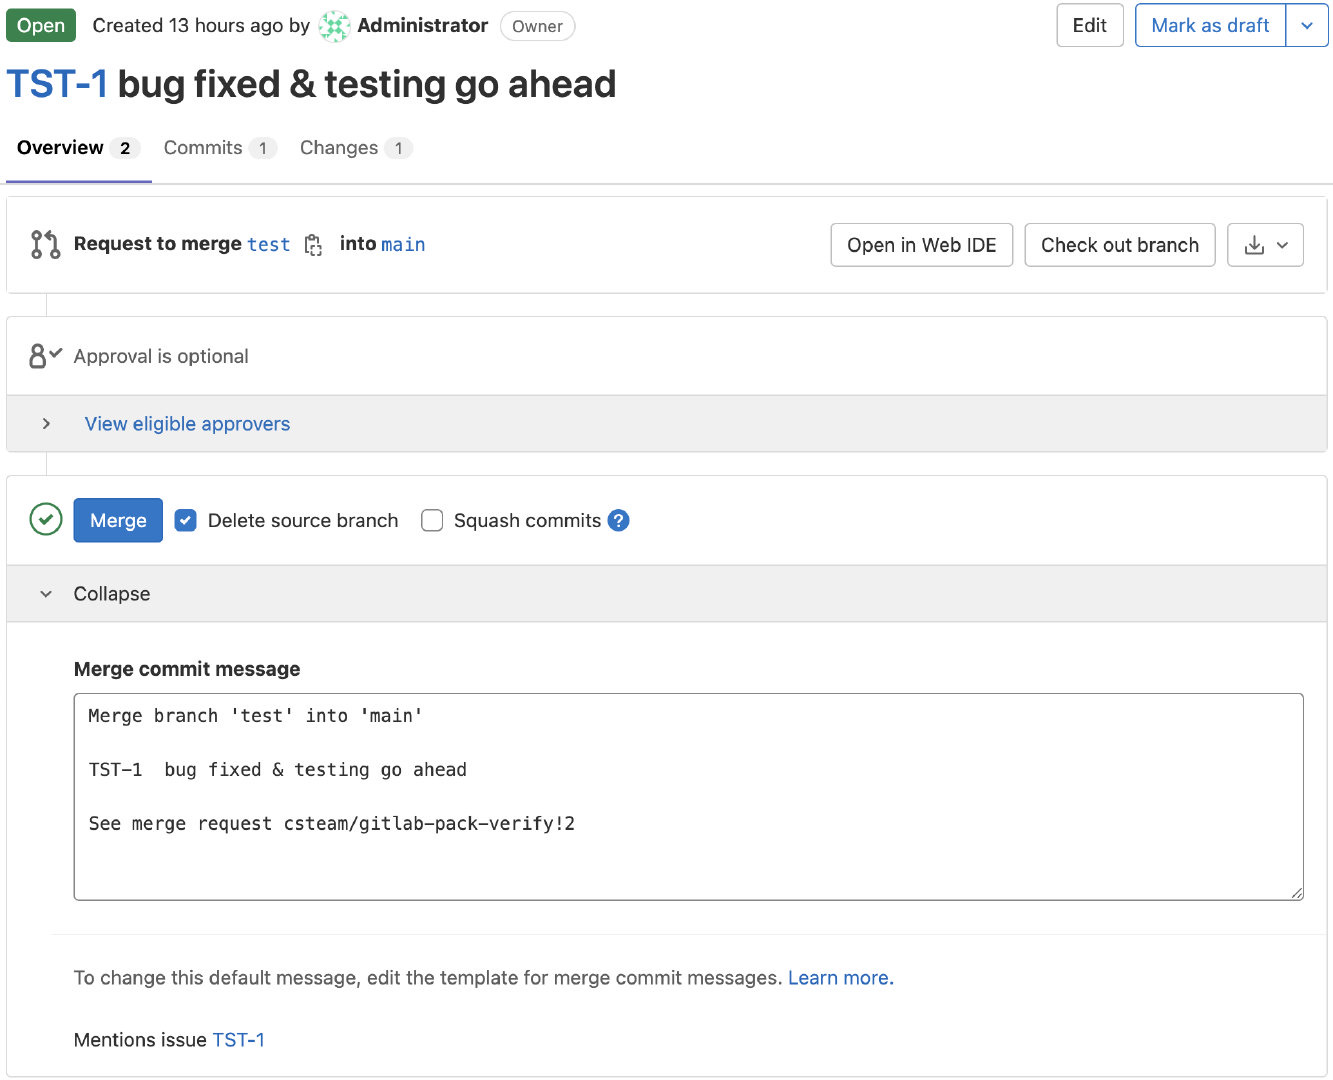 Open Created 13 hours ago by Administrator Owner Edit Mark as draft
TST-1 bug fixed & testing go ahead
Overview 2 Commits 1 Changes 1
Request to merge test into main Open in Web IDE Check out branch
Approval is optional
View eligible approvers
Merge Delete source branch Squash commits ?
Collapse
Merge commit message
Merge branch 'test' into 'main'
TST-1  bug fixed & testing go ahead
See merge request csteam/gitlab-pack-verify!2
To change this default message, edit the template for merge commit messages. Learn more.
Mentions issue TST-1